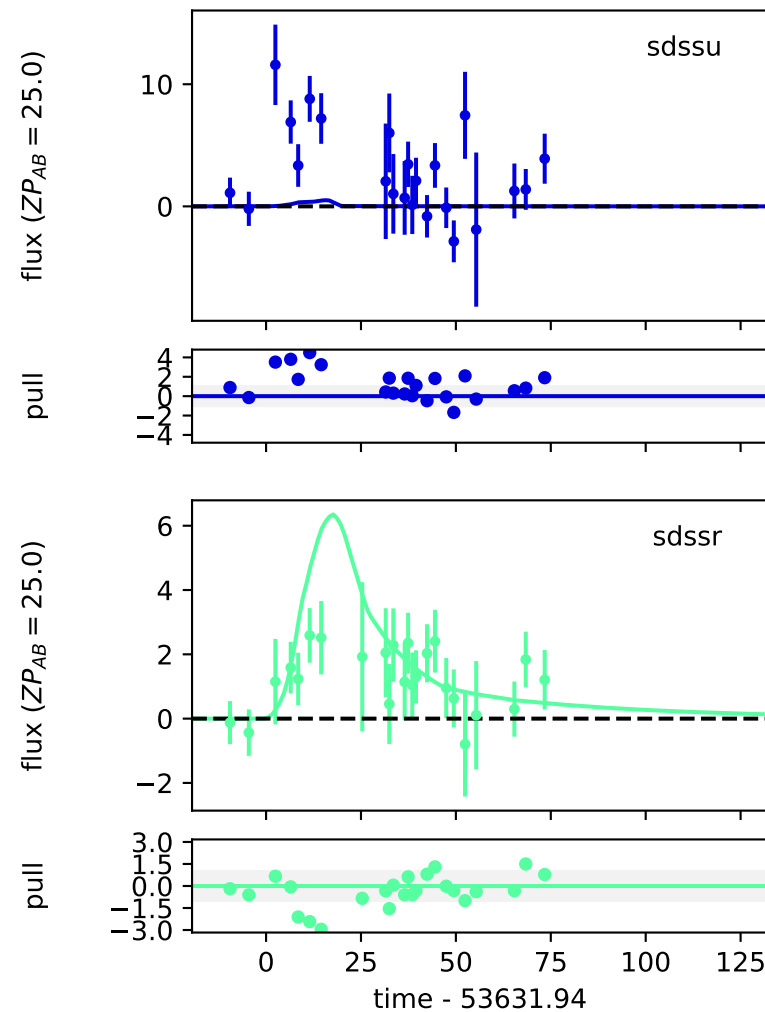 sdssu
10
0
flux (ZP_AB = 25.0)
4
2
0
−2
−4
pull
sdssr
6
4
2
0
−2
flux (ZP_AB = 25.0)
3.0
1.5
0.0
−1.5
−3.0
pull
0 25 50 75 100 125
time - 53631.94